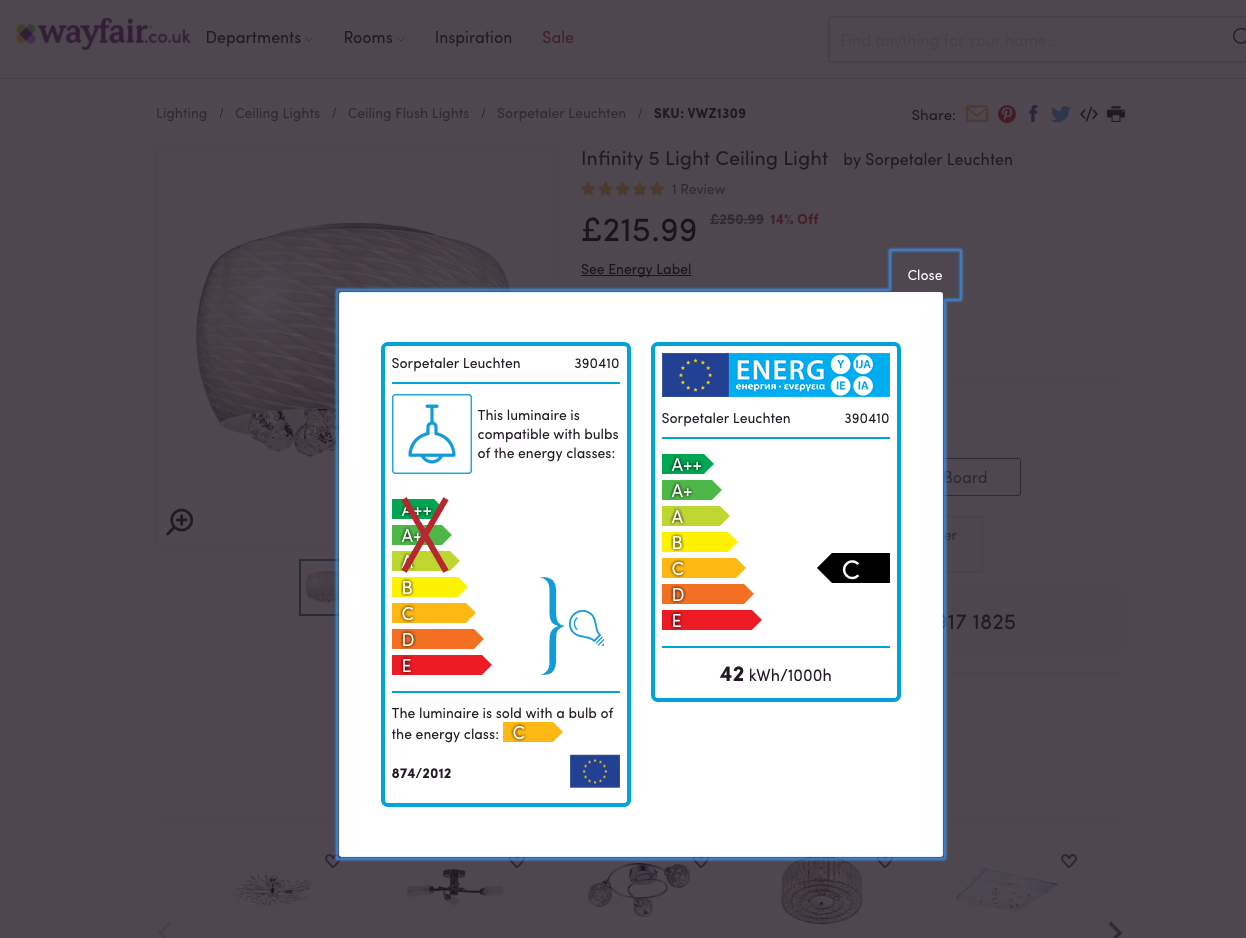 wayfair.co.uk
Departments
Rooms
Inspiration
Sale
Find anything for your home...
Lighting / Ceiling Lights / Ceiling Flush Lights / Sorpetaler Leuchten / SKU: VWZ1309
Share:
Infinity 5 Light Ceiling Light by Sorpetaler Leuchten
1 Review
£215.99 £250.99 14% Off
See Energy Label
Close
Sorpetaler Leuchten 390410
This luminaire is
compatible with bulbs
of the energy classes:
A++
A+
A
B
C
D
E
The luminaire is sold with a bulb of
the energy class: C
874/2012
ENERG Y IJA
енергия · ενεργεια IE IA
Sorpetaler Leuchten 390410
A++
A+
A
B
C
D
E
C
42 kWh/1000h
Board
17 1825